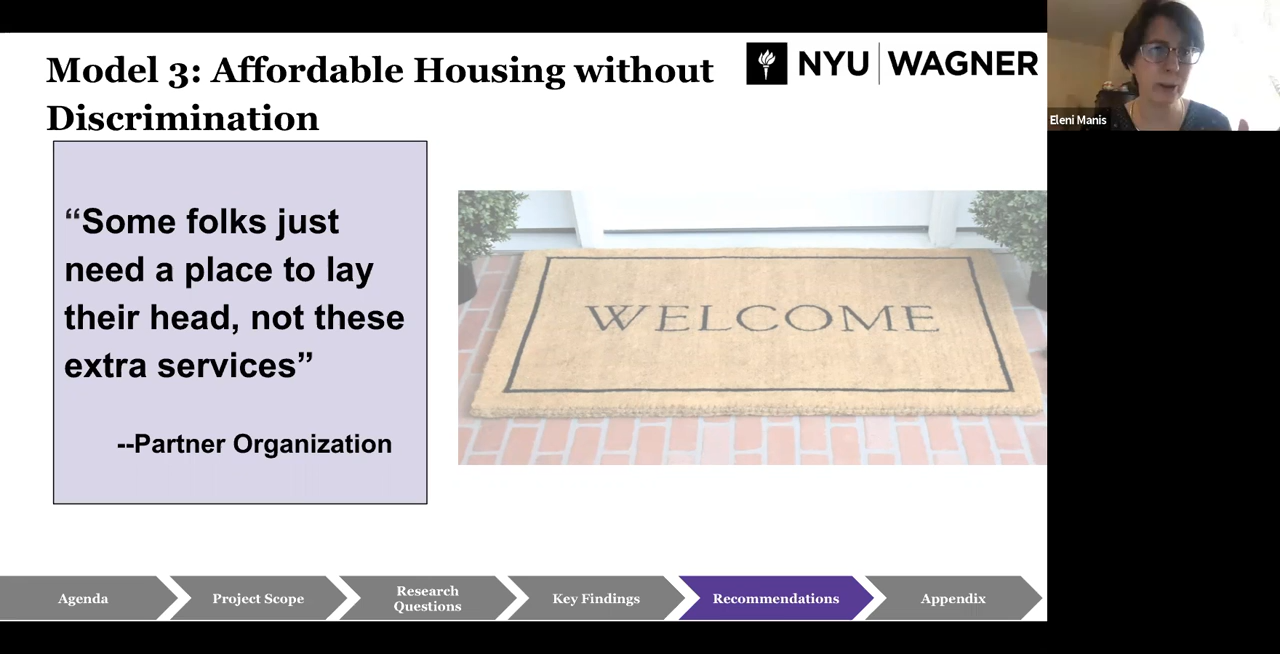 Model 3: Affordable Housing without
Discrimination
NYU WAGNER
Eleni Manis
“Some folks just
need a place to lay
their head, not these
extra services”
--Partner Organization
WELCOME
Agenda
Project Scope
Research
Questions
Key Findings
Recommendations
Appendix